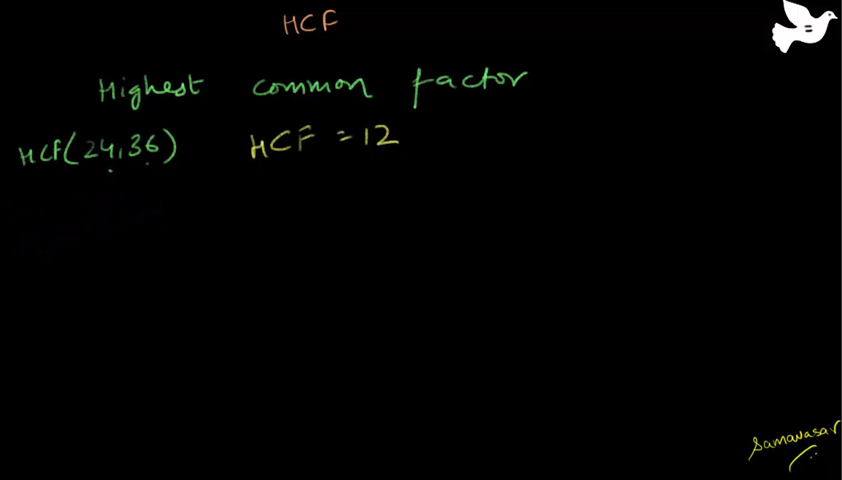 HCF
Highest common factor
HCF(24,36) HCF = 12
Samavasar